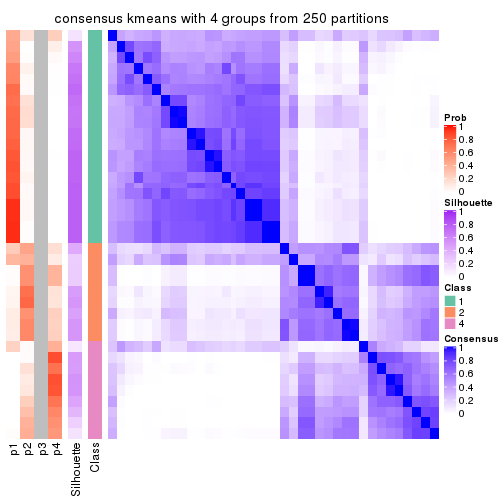 consensus kmeans with 4 groups from 250 partitions
Prob
1
0.8
0.6
0.4
0.2
0
Silhouette
1
0.8
0.6
0.4
0.2
0
Class
1
2
4
Consensus
1
0.8
0.6
0.4
0.2
0
p1
p2
p3
p4
Silhouette
Class